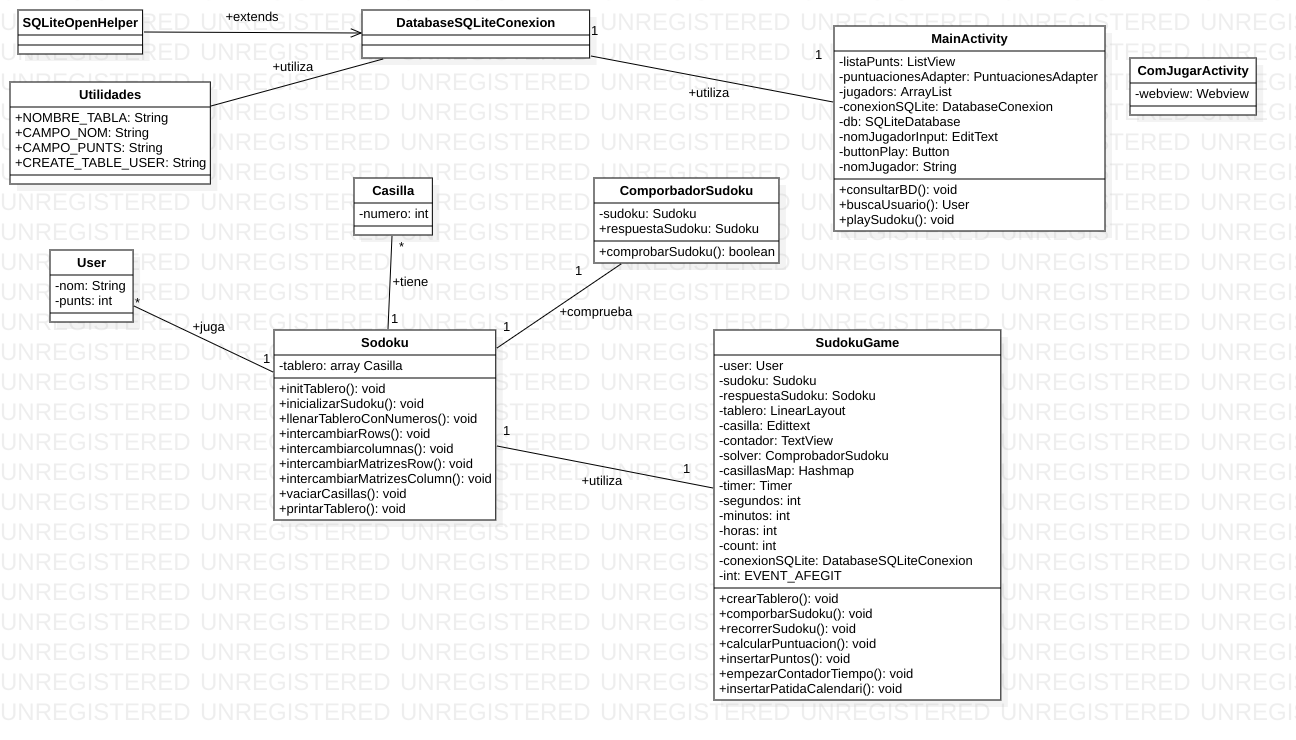 SQLiteOpenHelper
+extends
DatabaseSQLiteConexion
1
+utiliza
Utilidades
+NOMBRE_TABLA: String
+CAMPO_NOM: String
+CAMPO_PUNTS: String
+CREATE_TABLE_USER: String
1
+utiliza
MainActivity
-listaPunts: ListView
-puntuacionesAdapter: PuntuacionesAdapter
-jugadors: ArrayList
-conexionSQLite: DatabaseConexion
-db: SQLiteDatabase
-nomJugadorInput: EditText
-buttonPlay: Button
-nomJugador: String
+consultarBD(): void
+buscaUsuario(): User
+playSudoku(): void
ComJugarActivity
-webview: Webview
Casilla
-numero: int
*
+tiene
1
ComporbadorSudoku
-sudoku: Sudoku
+respuestaSudoku: Sudoku
+comprobarSudoku(): boolean
1
+comprueba
1
User
-nom: String
-punts: int
*
+juga
1
Sodoku
-tablero: array Casilla
+initTablero(): void
+inicializarSudoku(): void
+llenarTableroConNumeros(): void
+intercambiarRows(): void
+intercambiarcolumnas(): void
+intercambiarMatrizesRow(): void
+intercambiarMatrizesColumn(): void
+vaciarCasillas(): void
+printarTablero(): void
1
+utiliza
1
SudokuGame
-user: User
-sudoku: Sudoku
-respuestaSudoku: Sodoku
-tablero: LinearLayout
-casilla: Edittext
-contador: TextView
-solver: ComprobadorSudoku
-casillasMap: Hashmap
-timer: Timer
-segundos: int
-minutos: int
-horas: int
-count: int
-conexionSQLite: DatabaseSQLiteConexion
-int: EVENT_AFEGIT
+crearTablero(): void
+comporbarSudoku(): void
+recorrerSudoku(): void
+calcularPuntuacion(): void
+insertarPuntos(): void
+empezarContadorTiempo(): void
+insertarPatidaCalendari(): void
UNREGISTERED